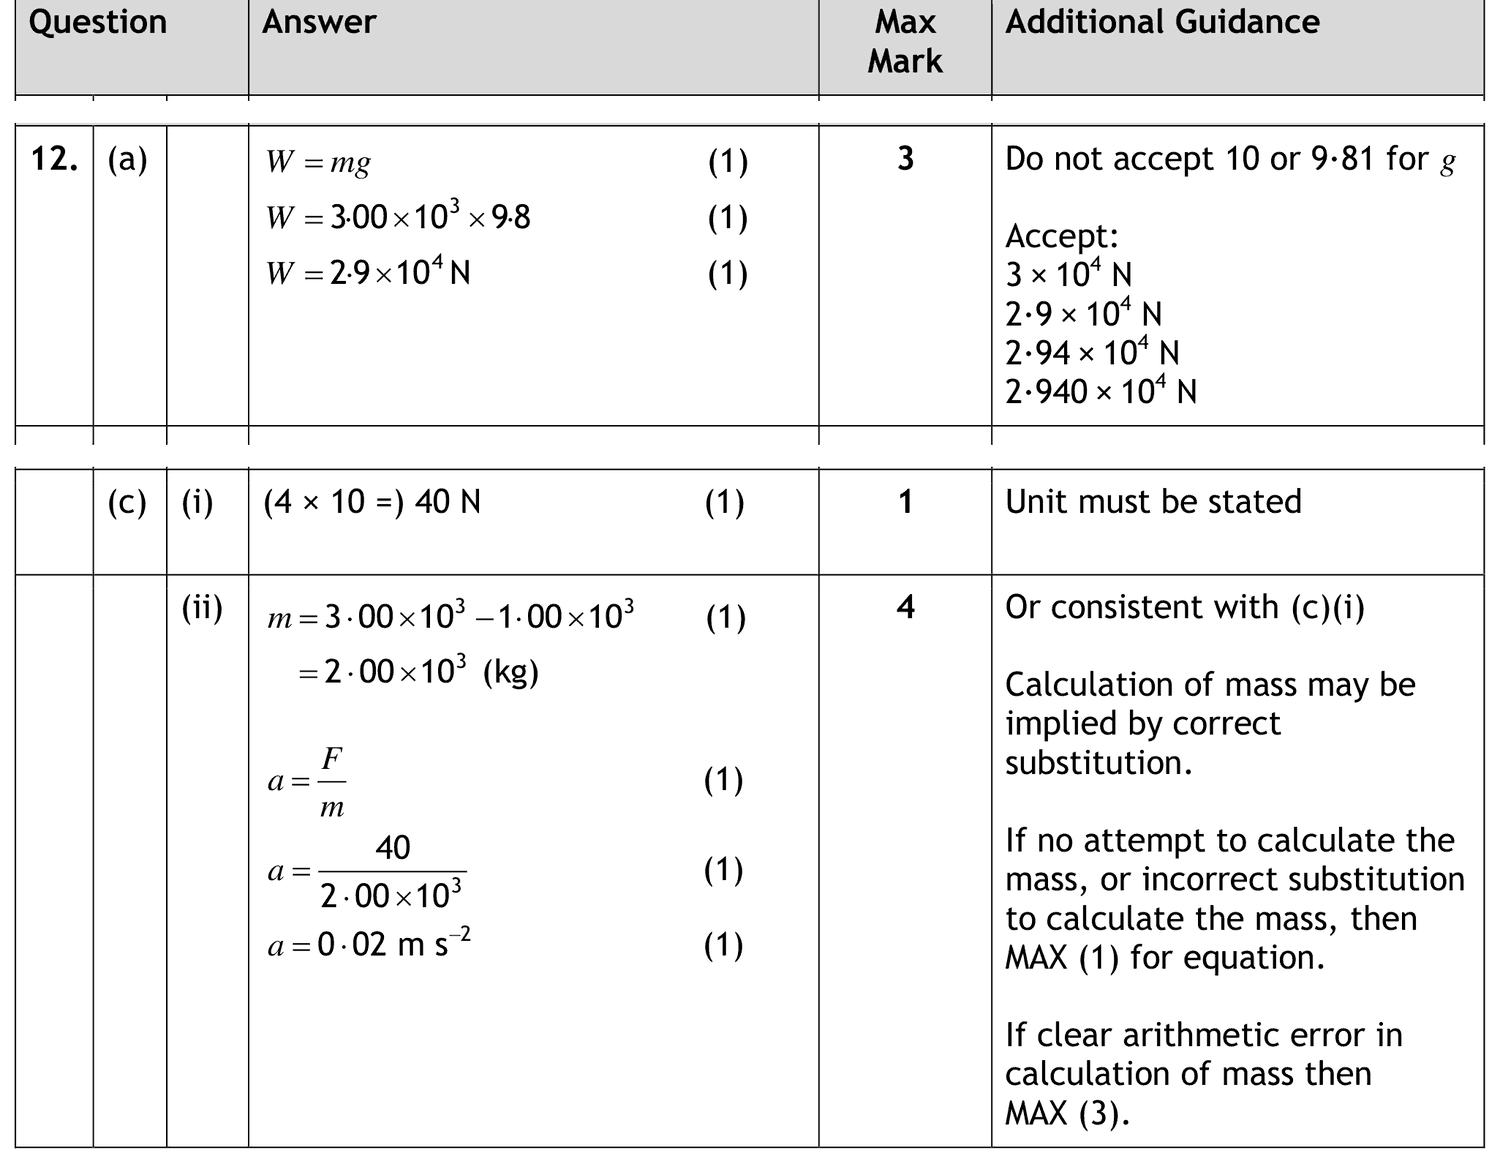 Question Answer Max Mark Additional Guidance
12. (a) W = mg (1) 3 Do not accept 10 or 9·81 for g
W = 3·00 × 10³ × 9·8 (1)
W = 2·9 × 10⁴ N (1)
Accept:
3 × 10⁴ N
2·9 × 10⁴ N
2·94 × 10⁴ N
2·940 × 10⁴ N
(c) (i) (4 × 10 =) 40 N (1) 1 Unit must be stated
(ii) m = 3·00 × 10³ − 1·00 × 10³ (1) 4 Or consistent with (c)(i)
= 2·00 × 10³ (kg)
a = F/m (1)
a = 40/2·00 × 10³ (1)
a = 0·02 m s⁻² (1)
Calculation of mass may be
implied by correct
substitution.
If no attempt to calculate the
mass, or incorrect substitution
to calculate the mass, then
MAX (1) for equation.
If clear arithmetic error in
calculation of mass then
MAX (3).